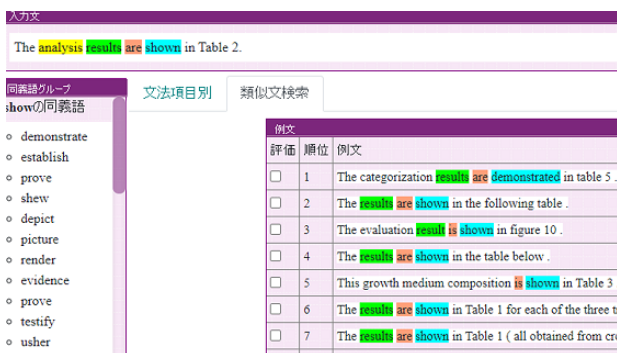 入力文
The analysis results are shown in Table 2.
同義語グループ
showの同義語
demonstrate
establish
prove
shew
depict
picture
render
evidence
prove
testify
usher
文法項目別
類似文検索
例文
評価 順位 例文
1 The categorization results are demonstrated in table 5 .
2 The results are shown in the following table .
3 The evaluation result is shown in figure 10 .
4 The results are shown in the table below .
5 This growth medium composition is shown in Table 3
6 The results are shown in Table 1 for each of the three
7 The results are shown in Table 1 ( all obtained from